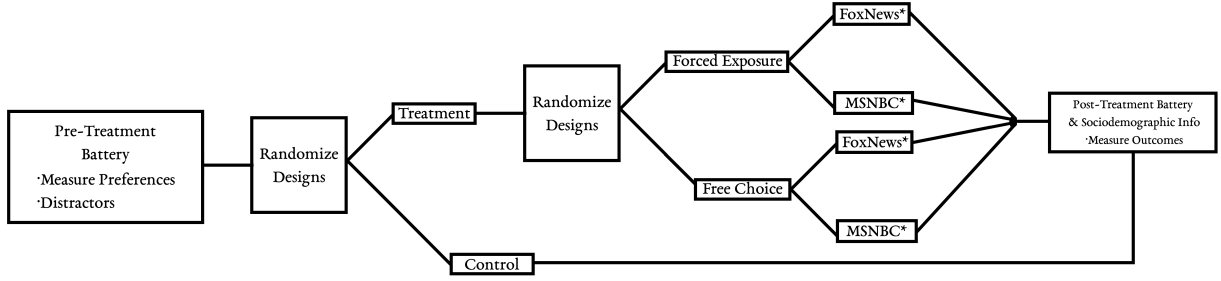 Pre-Treatment
Battery
·Measure Preferences
·Distractors
Randomize
Designs
Treatment
Control
Randomize
Designs
Forced Exposure
Free Choice
FoxNews*
MSNBC*
FoxNews*
MSNBC*
Post-Treatment Battery
& Sociodemographic Info
·Measure Outcomes